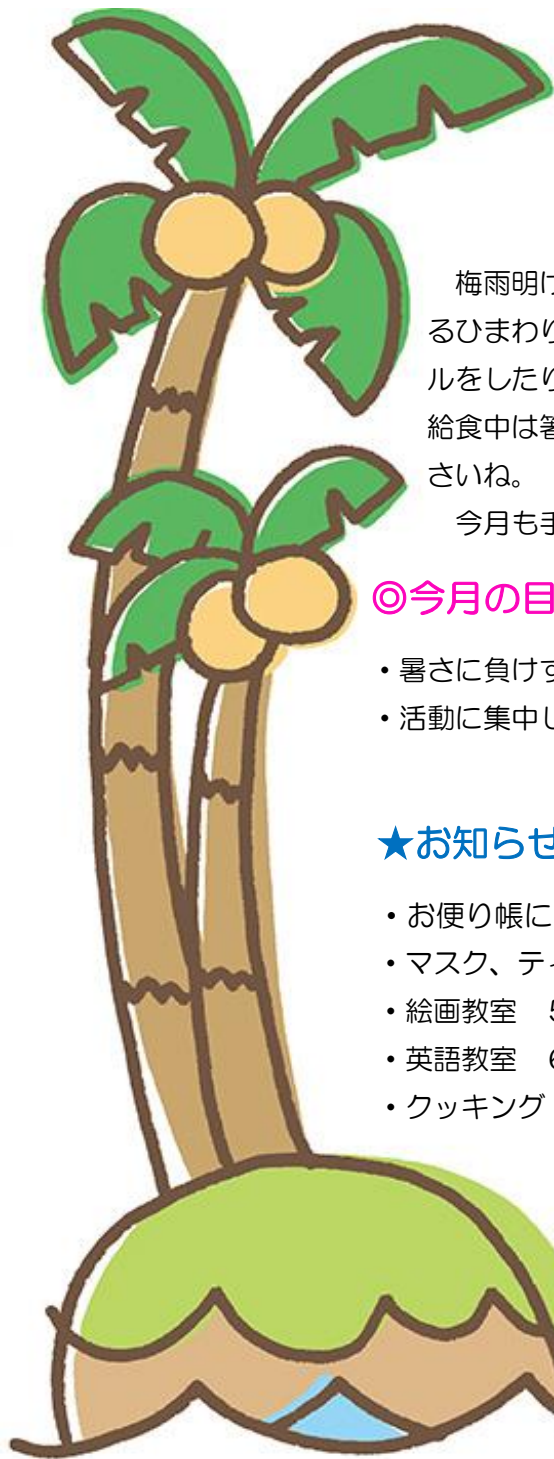 梅雨明け
るひまわり
ルをしたり
給食中は箸
さいね。
今月も手
◎今月の目
・暑さに負けず
・活動に集中し
★お知らせ
・お便り帳に
・マスク、ティ
・絵画教室　5
・英語教室　6
・クッキング